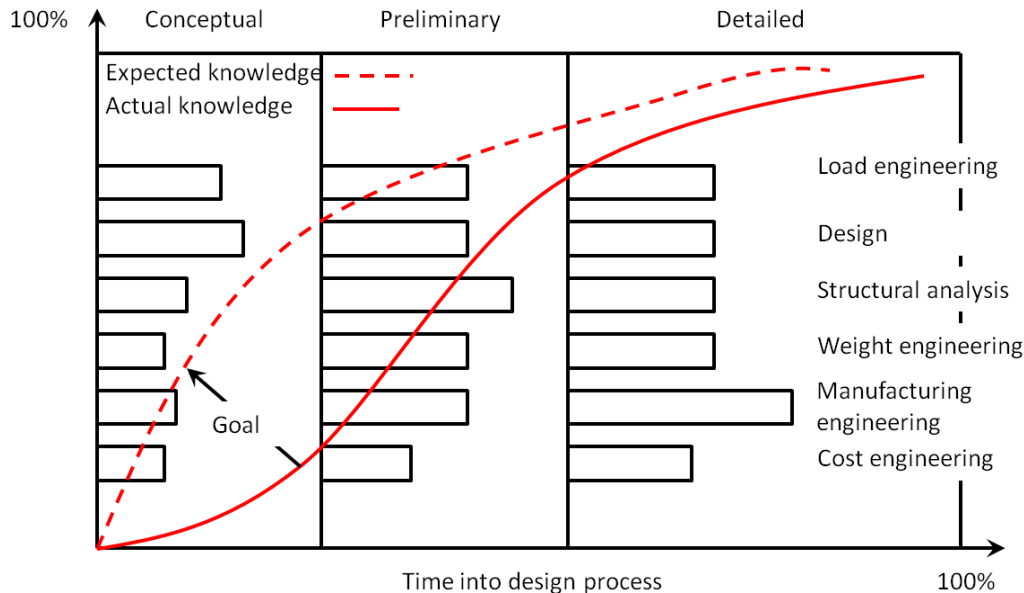 100%
Conceptual
Preliminary
Detailed
Expected knowledge
Actual knowledge
Load engineering
Design
Structural analysis
Weight engineering
Manufacturing
engineering
Goal
Cost engineering
Time into design process
100%